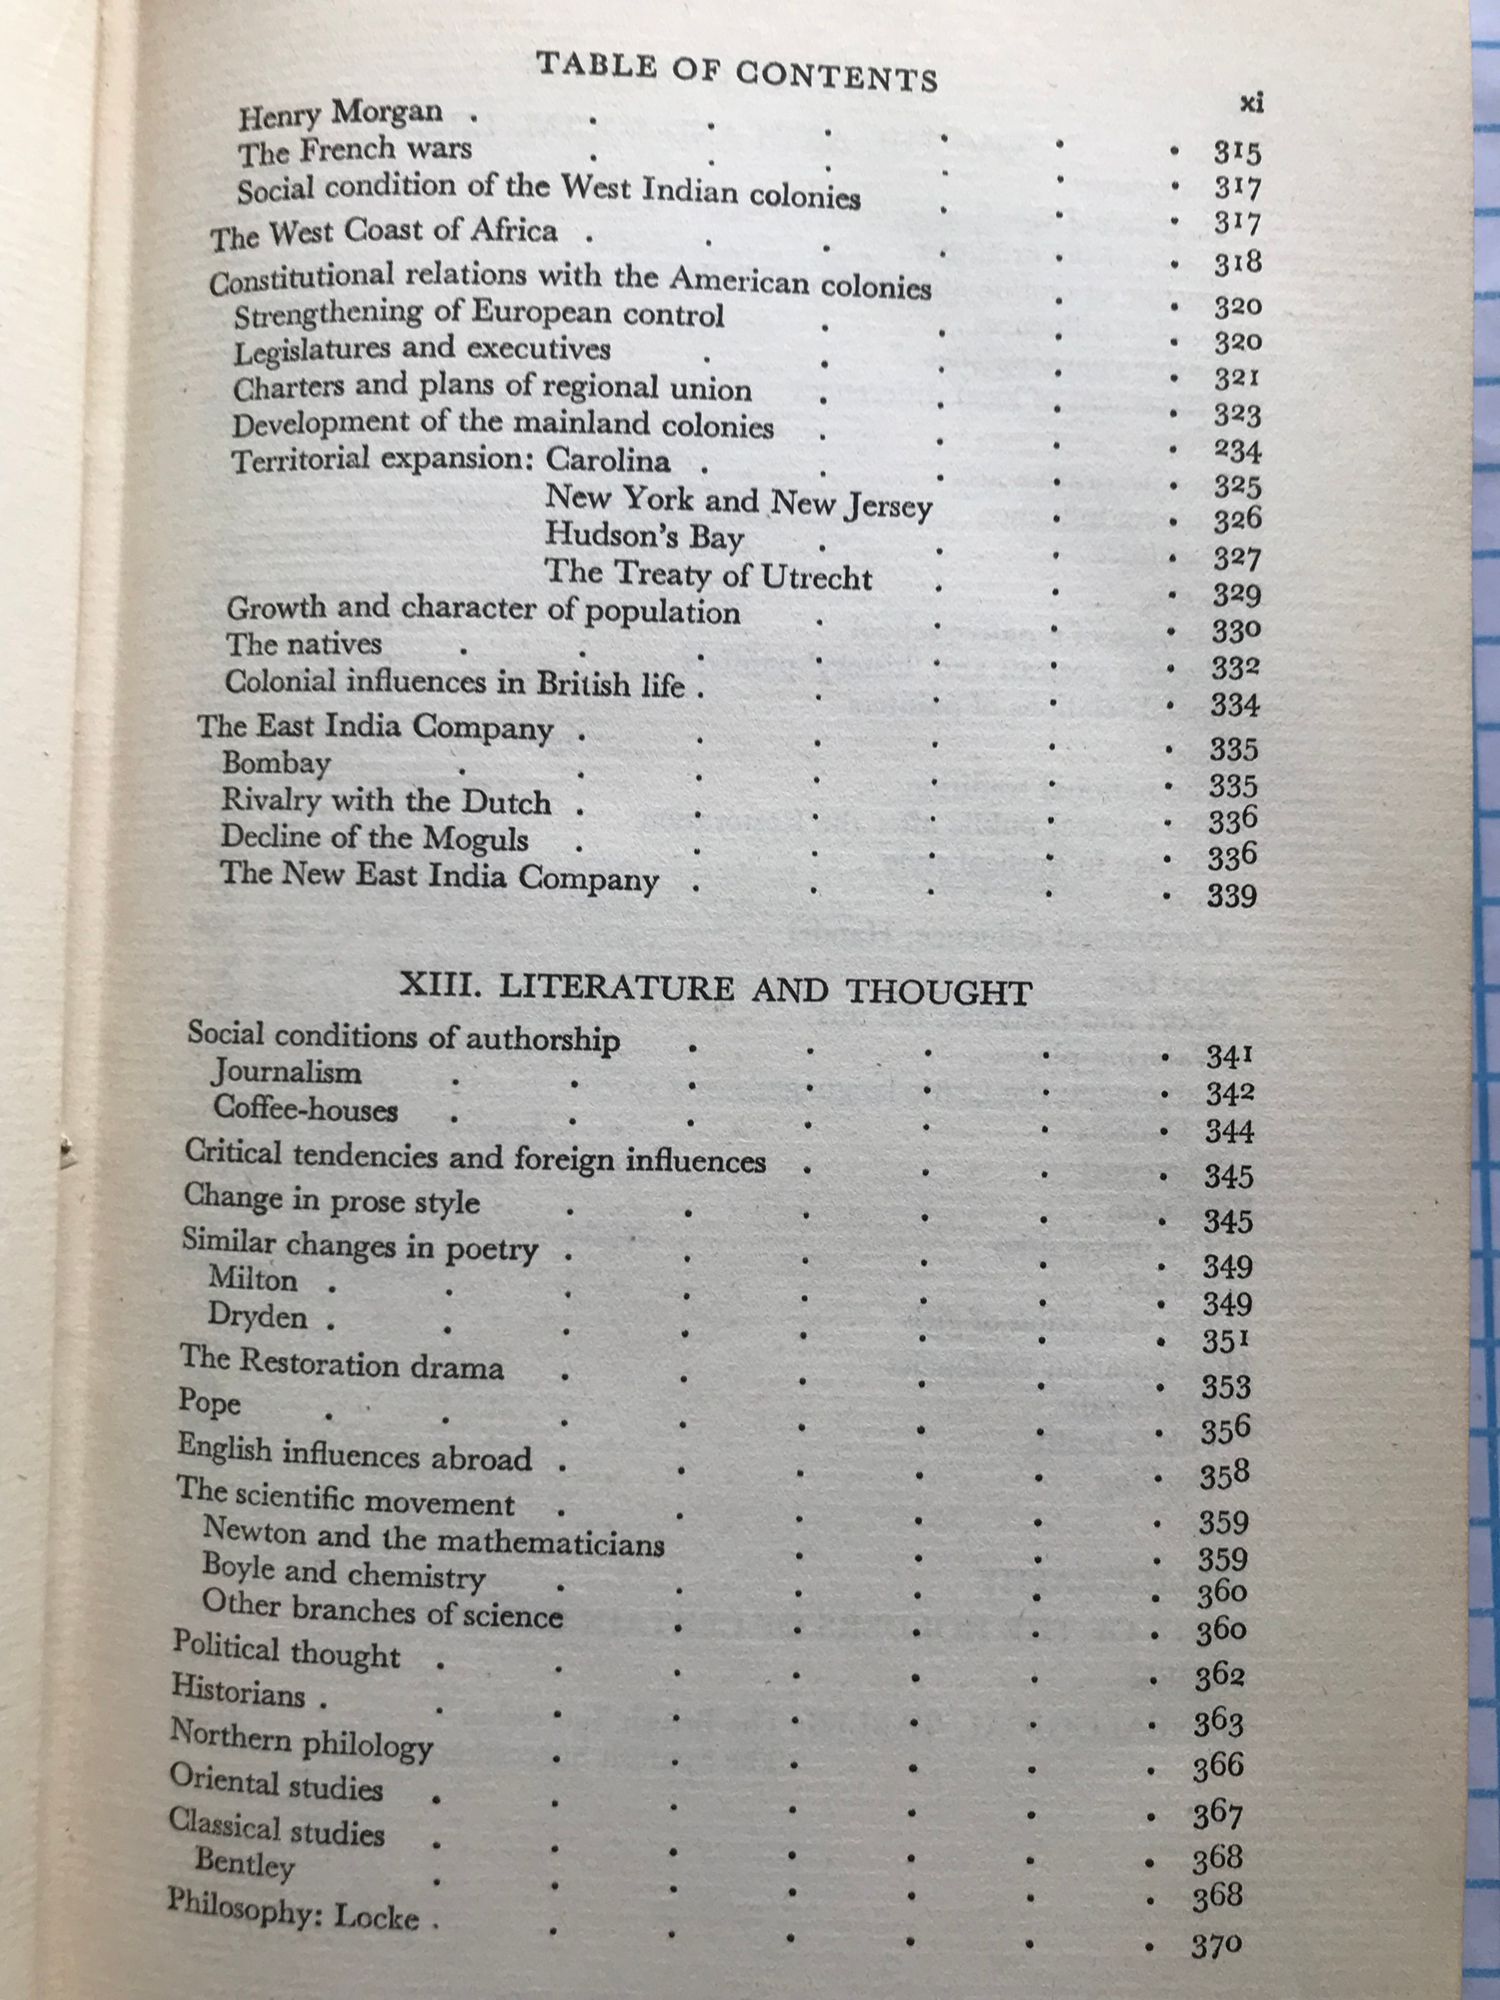 TABLE OF CONTENTS xi
Henry Morgan . . . . . . . 315
The French wars . . . . . . 317
Social condition of the West Indian colonies . . . 317
The West Coast of Africa . . . . . . 318
Constitutional relations with the American colonies . . 320
Strengthening of European control . . . . 320
Legislatures and executives . . . . . 321
Charters and plans of regional union . . . . 323
Development of the mainland colonies . . . . 234
Territorial expansion: Carolina . . . . . 325
New York and New Jersey . . 326
Hudson's Bay . . . . 327
The Treaty of Utrecht . . . 329
Growth and character of population . . . . 330
The natives . . . . . . . 332
Colonial influences in British life . . . . . 334
The East India Company . . . . . . 335
Bombay . . . . . . . 335
Rivalry with the Dutch . . . . . . 336
Decline of the Moguls . . . . . . 336
The New East India Company . . . . . 339
XIII. LITERATURE AND THOUGHT
Social conditions of authorship . . . . . 341
Journalism . . . . . . . 342
Coffee-houses . . . . . . . 344
Critical tendencies and foreign influences . . . . 345
Change in prose style . . . . . . 345
Similar changes in poetry . . . . . . 349
Milton . . . . . . . . 349
Dryden . . . . . . . . 351
The Restoration drama . . . . . . 353
Pope . . . . . . . . 356
English influences abroad . . . . . . 358
The scientific movement . . . . . . 359
Newton and the mathematicians . . . . 359
Boyle and chemistry . . . . . . 360
Other branches of science . . . . . 360
Political thought . . . . . . . 362
Historians . . . . . . . . 363
Northern philology . . . . . . 366
Oriental studies . . . . . . . 367
Classical studies . . . . . . . 368
Bentley . . . . . . . 368
Philosophy: Locke . . . . . . . 370